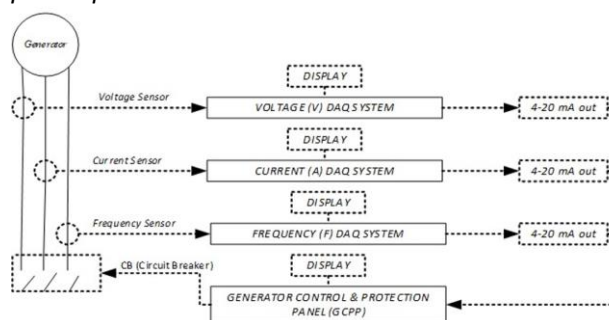 Generator
DISPLAY
Voltage Sensor
VOLTAGE (V) DAQ SYSTEM
4-20 mA out
DISPLAY
Current Sensor
CURRENT (A) DAQ SYSTEM
4-20 mA out
DISPLAY
Frequency Sensor
FREQUENCY (F) DAQ SYSTEM
4-20 mA out
DISPLAY
CB (Circuit Breaker)
GENERATOR CONTROL & PROTECTION
PANEL (GCPP)